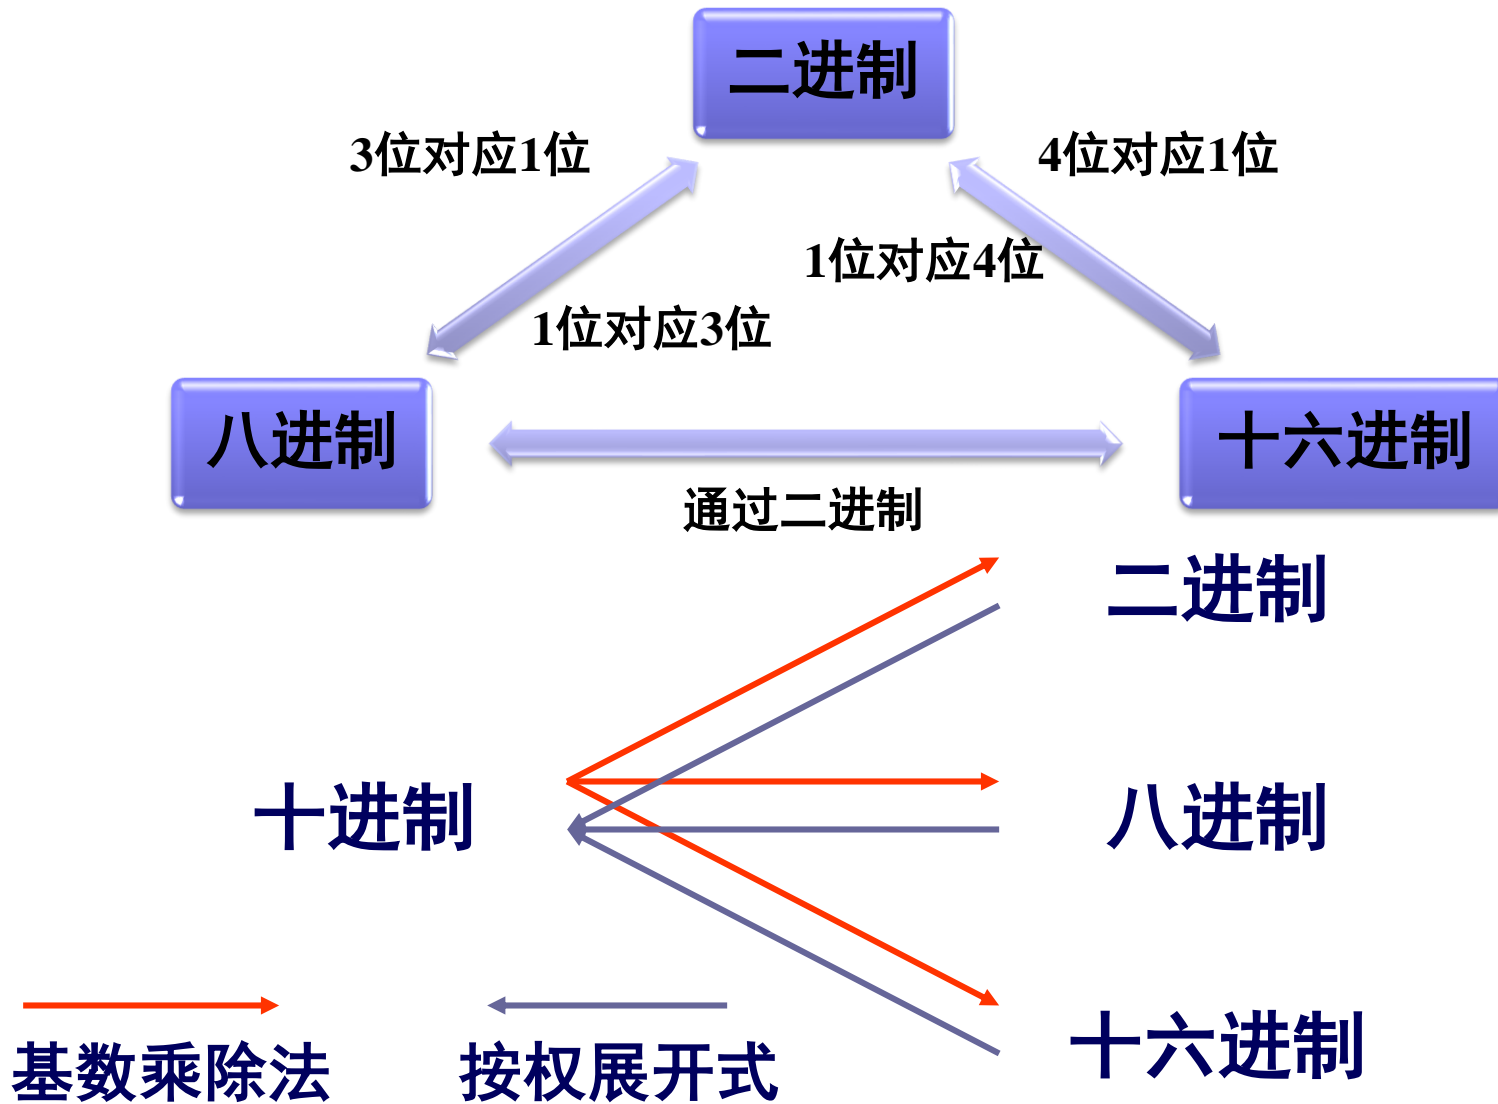 二进制
3位对应1位
4位对应1位
1位对应4位
1位对应3位
八进制
十六进制
通过二进制
二进制
十进制
八进制
十六进制
基数乘除法
按权展开式